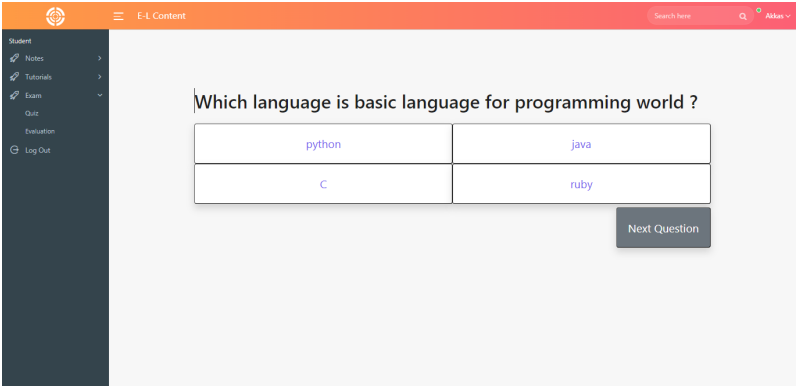 E-L Content
Search here
Akkas
Student
Notes
Tutorials
Exam
Quiz
Evaluation
Log Out
Which language is basic language for programming world ?
python
java
C
ruby
Next Question